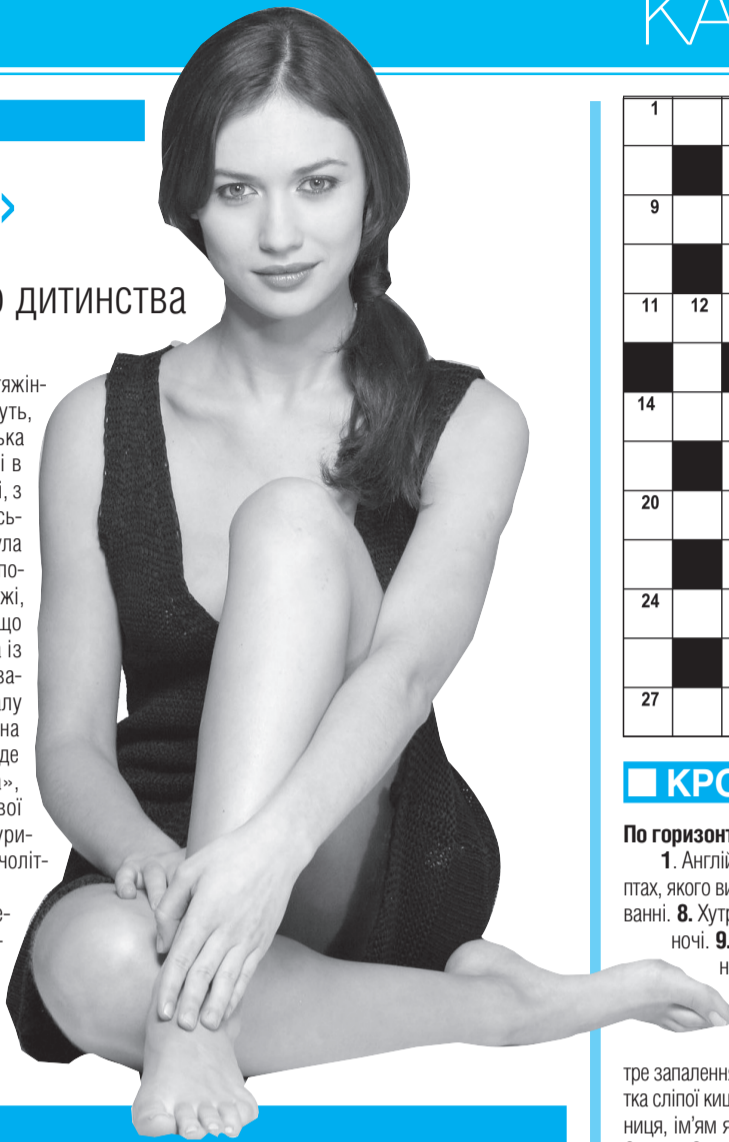 КА
»
дитинства
тяжін-
уть,
ька
і в
і, з
сь-
ула
по-
жі,
що
а із
ва-
алу
на
де
а»,
вої
ури-
чоліт-
е-
-
1
9
11 12
14
20
24
27
КРО
По горизонт
1. Англій
птах, якого ви
ванні. 8. Хутр
ночі. 9.
н
тре запалення
тка сліпої киш
ниця, ім'ям я